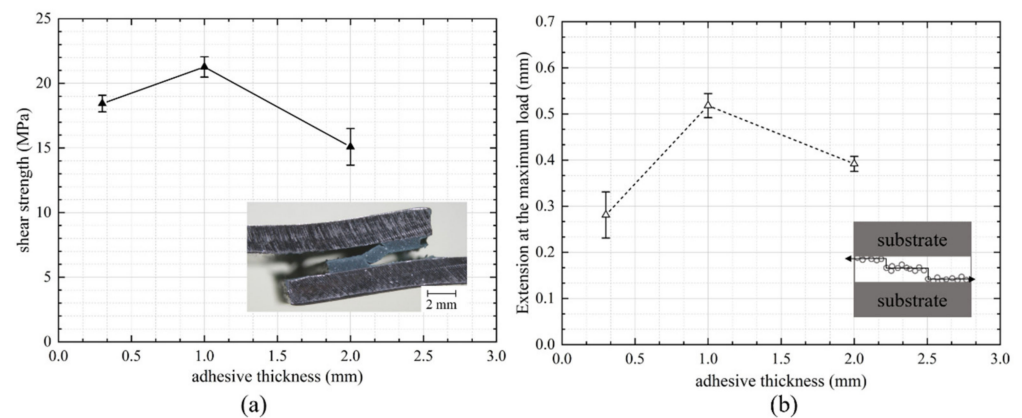 25
20
15
10
5
0
shear strength (MPa)
2 mm
0.0 0.5 1.0 1.5 2.0 2.5 3.0
adhesive thickness (mm)
(a)
0.7
0.6
0.5
0.4
0.3
0.2
0.1
0.0
Extension at the maximum load (mm)
substrate
substrate
0.0 0.5 1.0 1.5 2.0 2.5 3.0
adhesive thickness (mm)
(b)